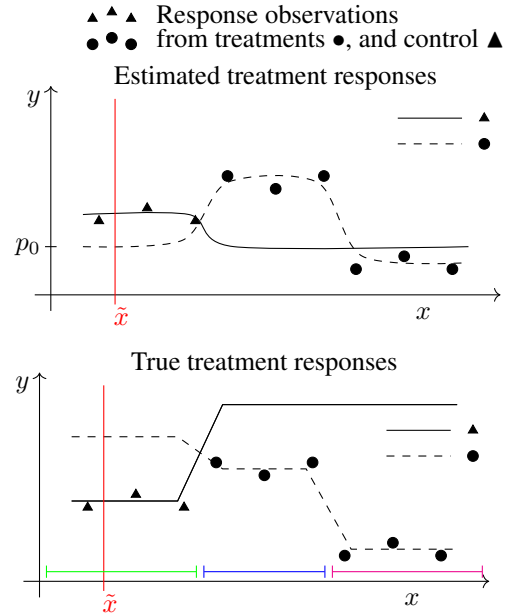 Response observations
from treatments ●, and control ▲
Estimated treatment responses
y
▲
●
p₀
x̃
x
True treatment responses
y
▲
●
x̃
x